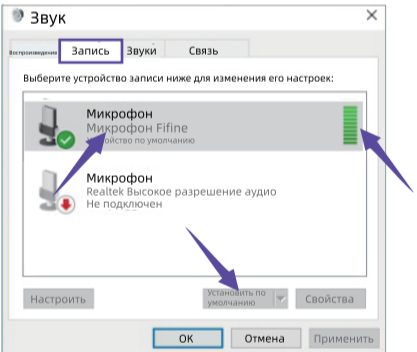 Звук
Воспроизведение Запись Звуки Связь
Выберите устройство записи ниже для изменения его настроек:
Микрофон
Микрофон Fifine
Устройство по умолчанию
Микрофон
Realtek Высокое разрешение аудио
Не подключен
Настроить
Установить по
умолчанию
Свойства
OK Отмена Применить